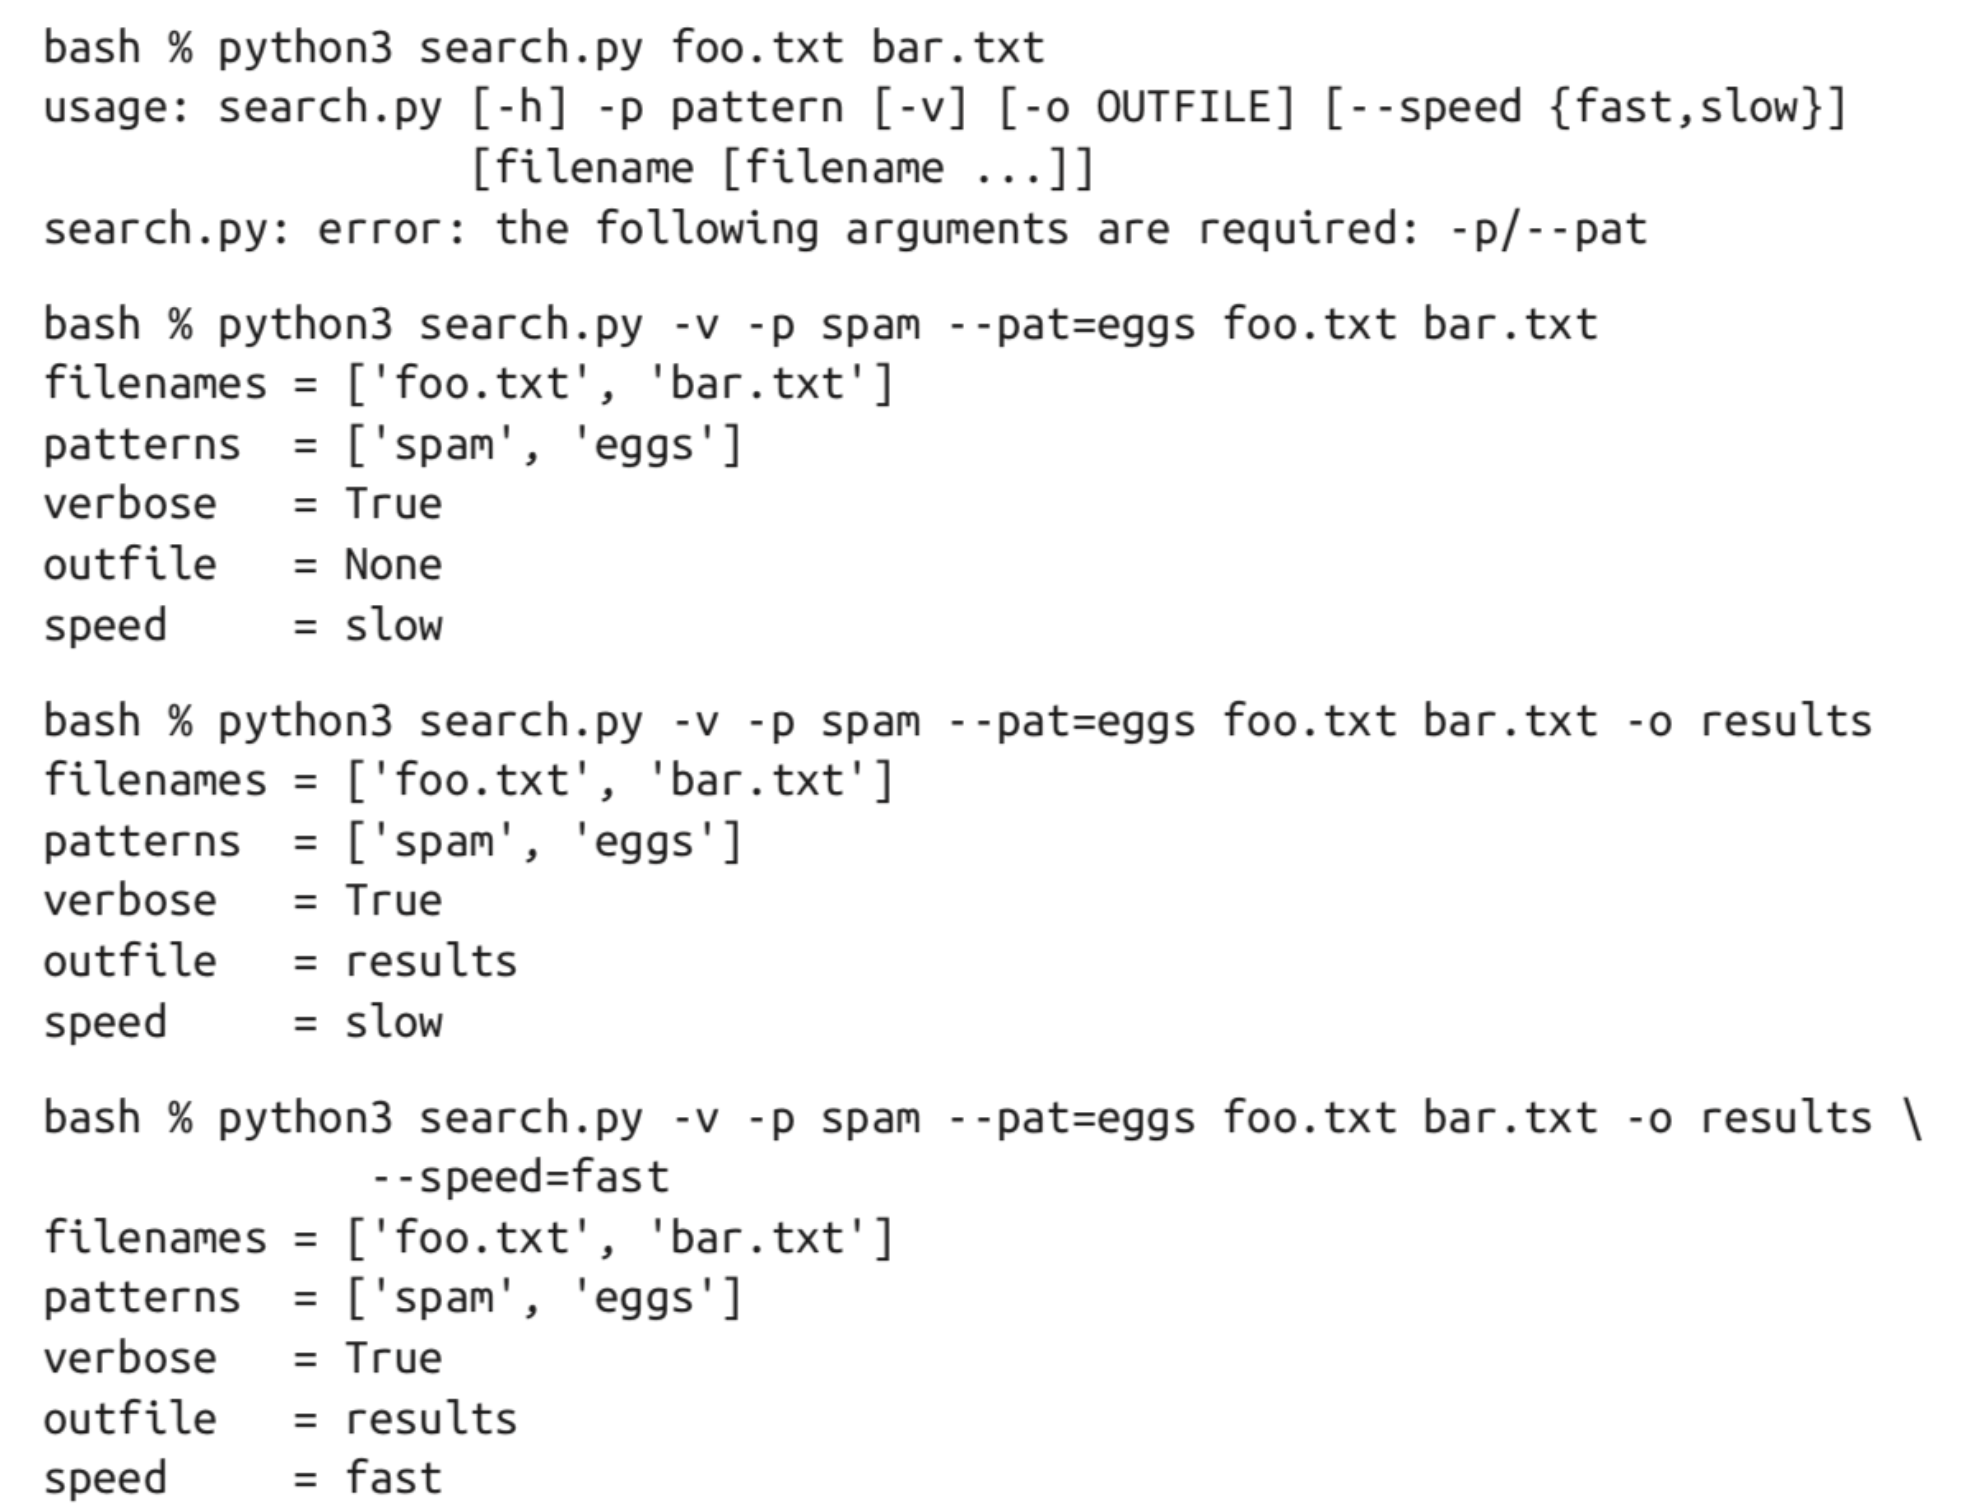 bash % python3 search.py foo.txt bar.txt
usage: search.py [-h] -p pattern [-v] [-o OUTFILE] [--speed {fast,slow}]
                 [filename [filename ...]]
search.py: error: the following arguments are required: -p/--pat

bash % python3 search.py -v -p spam --pat=eggs foo.txt bar.txt
filenames = ['foo.txt', 'bar.txt']
patterns  = ['spam', 'eggs']
verbose   = True
outfile   = None
speed     = slow

bash % python3 search.py -v -p spam --pat=eggs foo.txt bar.txt -o results
filenames = ['foo.txt', 'bar.txt']
patterns  = ['spam', 'eggs']
verbose   = True
outfile   = results
speed     = slow

bash % python3 search.py -v -p spam --pat=eggs foo.txt bar.txt -o results \
             --speed=fast
filenames = ['foo.txt', 'bar.txt']
patterns  = ['spam', 'eggs']
verbose   = True
outfile   = results
speed     = fast